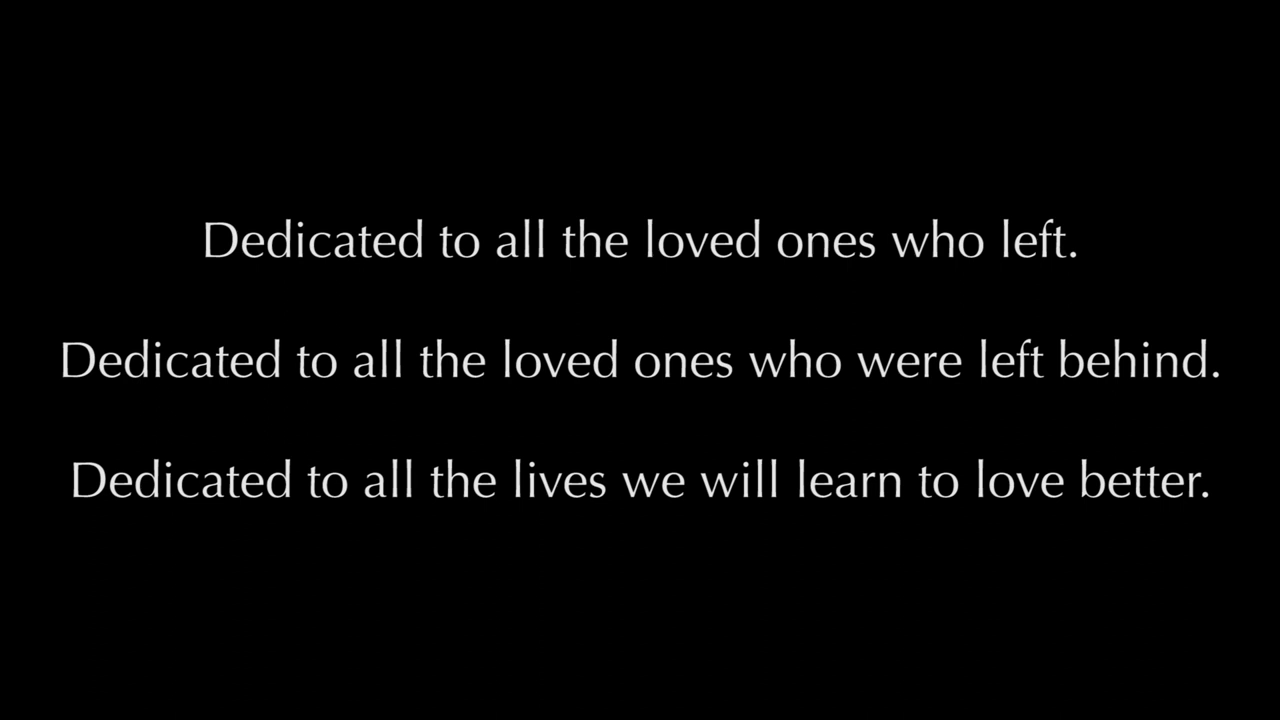 Dedicated to all the loved ones who left.
Dedicated to all the loved ones who were left behind.
Dedicated to all the lives we will learn to love better.